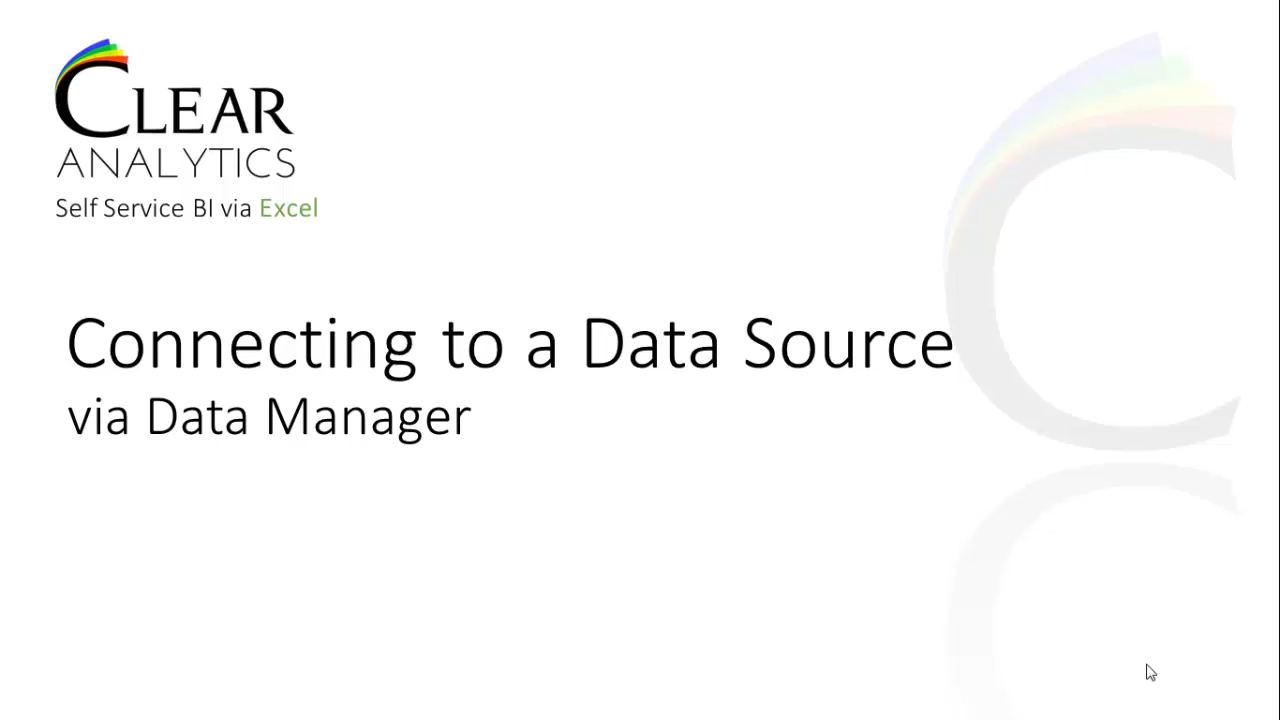 CLEAR
ANALYTICS
Self Service BI via Excel
Connecting to a Data Source
via Data Manager